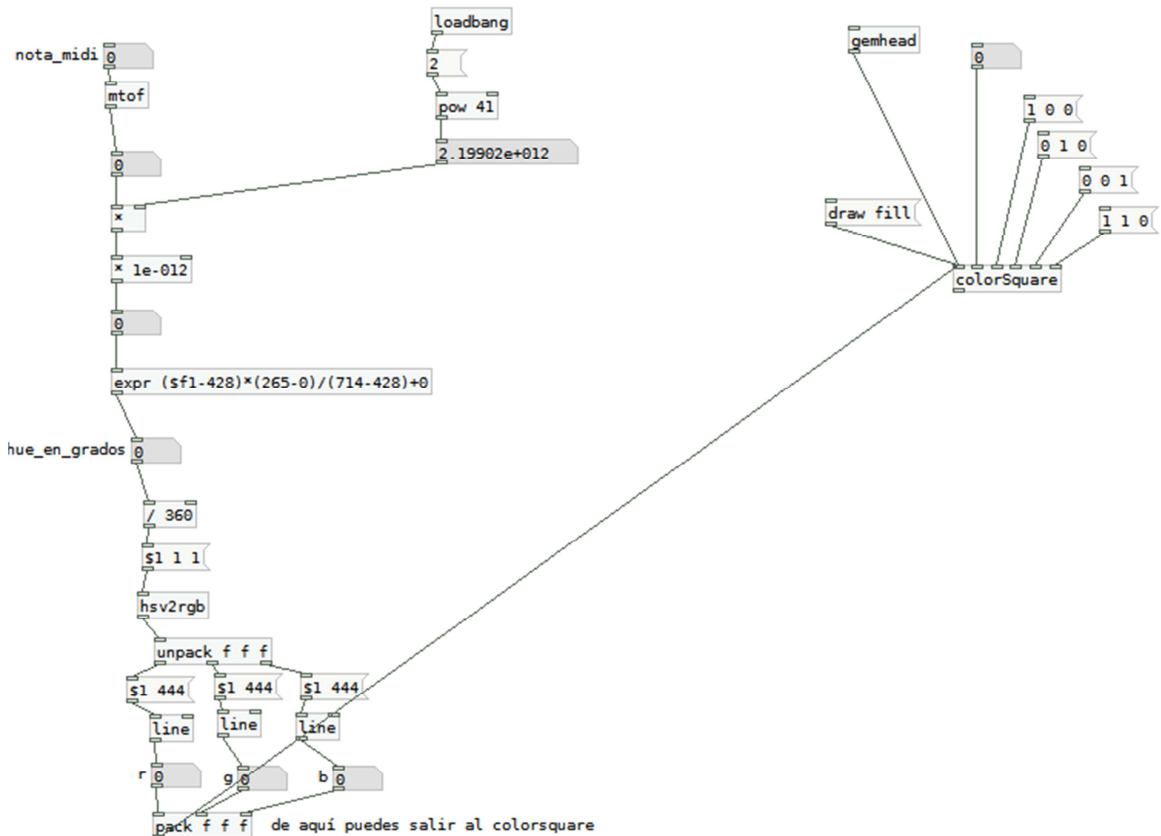 loadbang
gemhead
nota_midi 0
0
2
mtof
pow 41
1 0 0
0 1 0
2.19902e+012
0
0 0 1
*
draw fill
1 1 0
* 1e-012
colorSquare
0
expr ($f1-428)*(265-0)/(714-428)+0
hue_en_grados 0
/ 360
$1 1 1
hsv2rgb
unpack f f f
$1 444
$1 444
$1 444
line
line
line
r 0
g 0
b 0
pack f f f
de aquí puedes salir al colorsquare